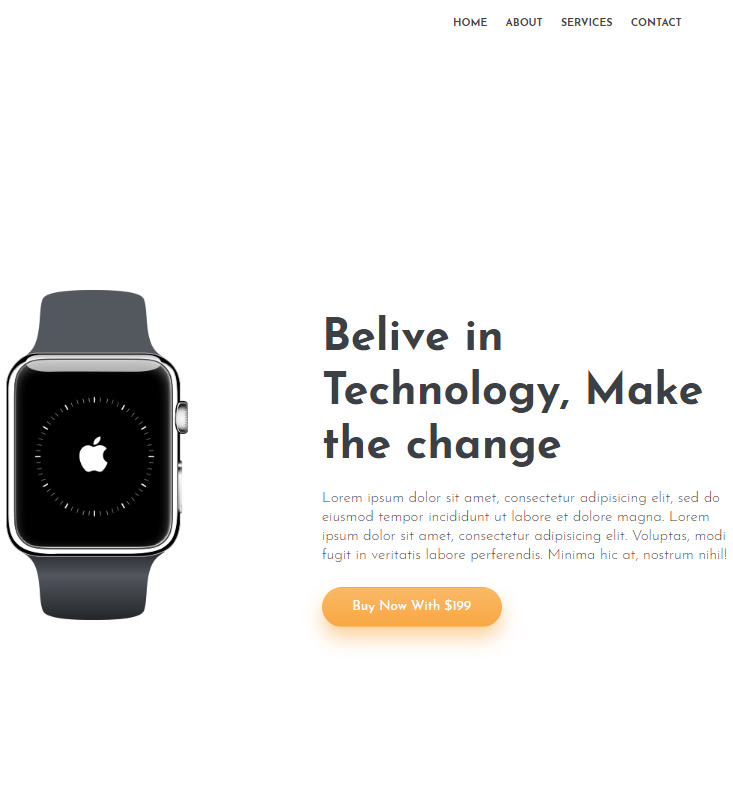 HOME ABOUT SERVICES CONTACT
Belive in
Technology, Make
the change
Lorem ipsum dolor sit amet, consectetur adipisicing elit, sed do
eiusmod tempor incididunt ut labore et dolore magna. Lorem
ipsum dolor sit amet, consectetur adipisicing elit. Voluptas, modi
fugit in veritatis labore perferendis. Minima hic at, nostrum nihil!
Buy Now With $199